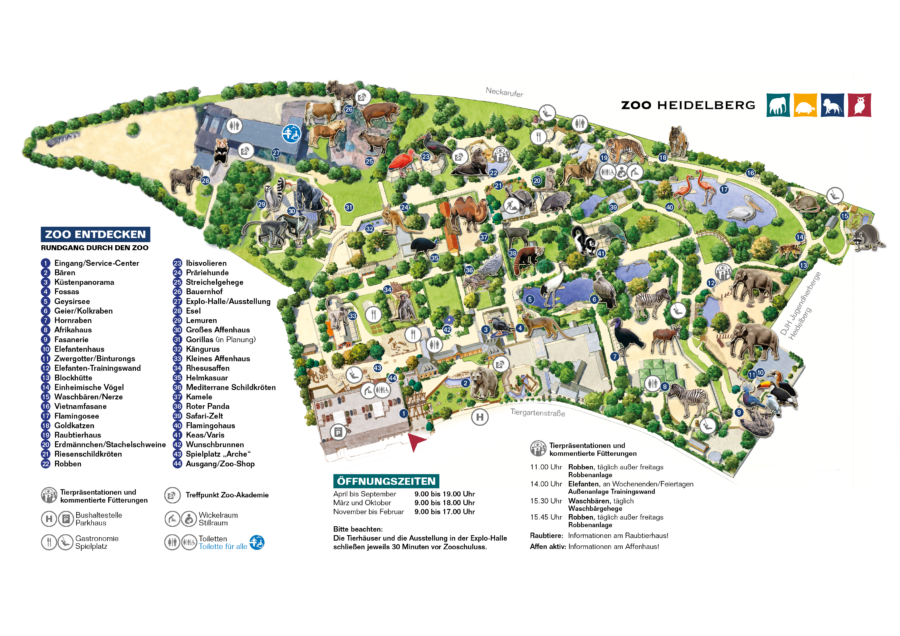 Neckarufer
ZOO HEIDELBERG
ZOO ENTDECKEN
RUNDGANG DURCH DEN ZOO
1 Eingang/Service-Center
2 Bären
3 Küstenpanorama
4 Fossas
5 Geysirsee
6 Geier/Kolkraben
7 Hornraben
8 Afrikahaus
9 Fasanerie
10 Elefantenhaus
11 Zwergotter/Binturongs
12 Elefanten-Trainingswand
13 Blockhütte
14 Einheimische Vögel
15 Waschbären/Nerze
16 Vietnamfasane
17 Flamingosee
18 Goldkatzen
19 Raubtierhaus
20 Erdmännchen/Stachelschweine
21 Riesenschildkröten
22 Robben
23 Ibisvolieren
24 Präriehunde
25 Streichelgehege
26 Bauernhof
27 Explo-Halle/Ausstellung
28 Esel
29 Lemuren
30 Großes Affenhaus
31 Gorillas (in Planung)
32 Kängurus
33 Kleines Affenhaus
34 Rhesusaffen
35 Helmkasuar
36 Mediterrane Schildkröten
37 Kamele
38 Roter Panda
39 Safari-Zelt
40 Flamingohaus
41 Keas/Varis
42 Wunschbrunnen
43 Spielplatz „Arche“
44 Ausgang/Zoo-Shop
Tierpräsentationen und
kommentierte Fütterungen
Treffpunkt Zoo-Akademie
H P Bushaltestelle
Parkhaus
Wickelraum
Stillraum
Gastronomie
Spielplatz
Toiletten
Toilette für alle
DJH Jugendherberge
Heidelberg
Tiergartenstraße
H
P
ÖFFNUNGSZEITEN
April bis September 9.00 bis 19.00 Uhr
März und Oktober 9.00 bis 18.00 Uhr
November bis Februar 9.00 bis 17.00 Uhr
Bitte beachten:
Die Tierhäuser und die Ausstellung in der Explo-Halle
schließen jeweils 30 Minuten vor Zooschluss.
Tierpräsentationen und
kommentierte Fütterungen
11.00 Uhr Robben, täglich außer freitags
Robbenanlage
14.00 Uhr Elefanten, an Wochenenden/Feiertagen
Außenanlage Trainingswand
15.30 Uhr Waschbären, täglich
Waschbärgehege
15.45 Uhr Robben, täglich außer freitags
Robbenanlage
Raubtiere: Informationen am Raubtierhaus!
Affen aktiv: Informationen am Affenhaus!